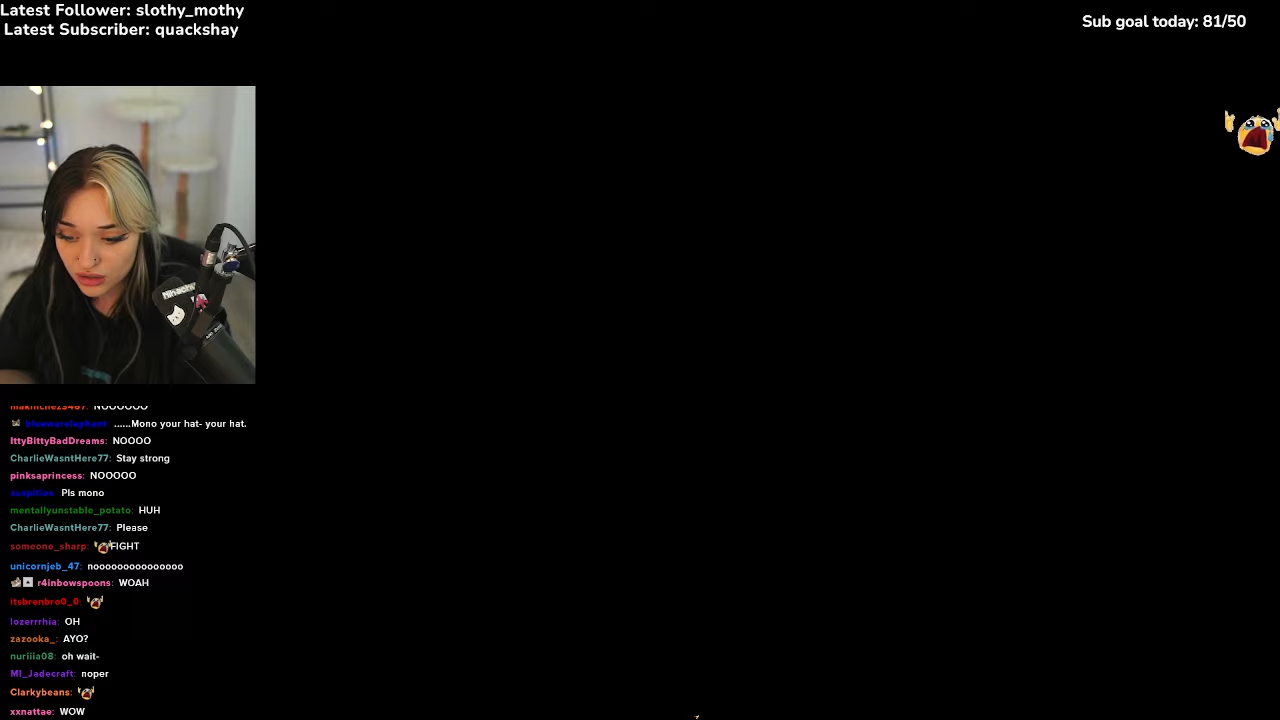 Latest Follower: slothy_mothy
Latest Subscriber: quackshay
Sub goal today: 81/50
NOOOOOO
......Mono your hat- your hat.
IttyBittyBadDreams: NOOOO
CharlieWasntHere77: Stay strong
pinksaprincess: NOOOOO
Pls mono
mentallyunstable_potato: HUH
CharlieWasntHere77: Please
someone_sharp: FIGHT
unicornjeb_47: nooooooooooooooo
r4inbowspoons: WOAH
itsbrenbro0_0:
lozerrrhia: OH
zazooka_: AYO?
nuriiia08: oh wait-
MI_Jadecraft: noper
Clarkybeans:
xxnattae: WOW